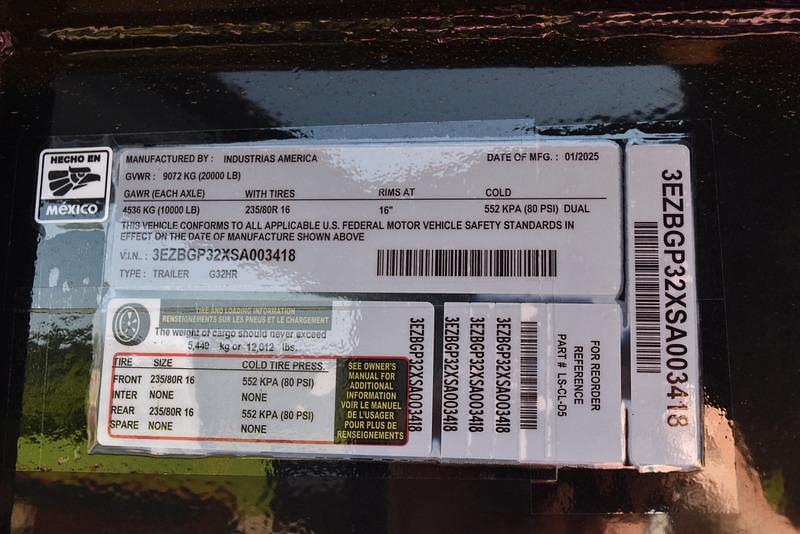 HECHO EN
MÉXICO
MANUFACTURED BY : INDUSTRIAS AMERICA DATE OF MFG. : 01/2025
GVWR : 9072 KG (20000 LB)
GAWR (EACH AXLE) WITH TIRES RIMS AT COLD
4536 KG (10000 LB) 235/80R 16 16" 552 KPA (80 PSI) DUAL
THIS VEHICLE CONFORMS TO ALL APPLICABLE U.S. FEDERAL MOTOR VEHICLE SAFETY STANDARDS IN
EFFECT ON THE DATE OF MANUFACTURE SHOWN ABOVE
V.I.N.. : 3EZBGP32XSA003418
TYPE : TRAILER G32HR
3EZBGP32XSA003418
TIRE AND LOADING INFORMATION
RENSEIGNEMENTS SUR LES PNEUS ET LE CHARGEMENT
The weight of cargo should never exceed
5,449 kg or 12,012 lbs.
TIRE SIZE COLD TIRE PRESS.
FRONT 235/80R 16 552 KPA (80 PSI)
INTER NONE NONE
REAR 235/80R 16 552 KPA (80 PSI)
SPARE NONE NONE
SEE OWNER'S
MANUAL FOR
ADDITIONAL
INFORMATION
VOIR LE MANUEL
DE L'USAGER
POUR PLUS DE
RENSEIGNEMENTS
3EZBGP32XSA003418
3EZBGP32XSA003418
3EZBGP32XSA003418
3EZBGP32XSA003418
FOR REORDER
REFERENCE
PART # LS-CL-D5